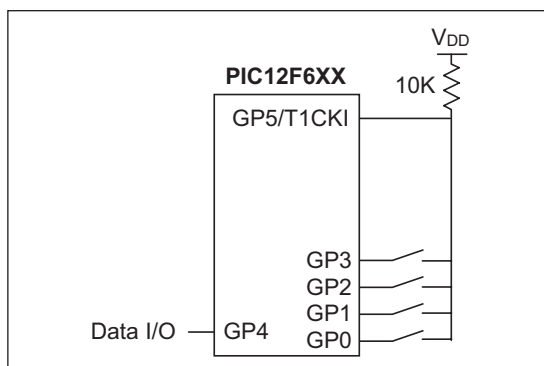 VDD
PIC12F6XX
10K
GP5/T1CKI
GP3
GP2
GP1
Data I/O
GP4
GP0